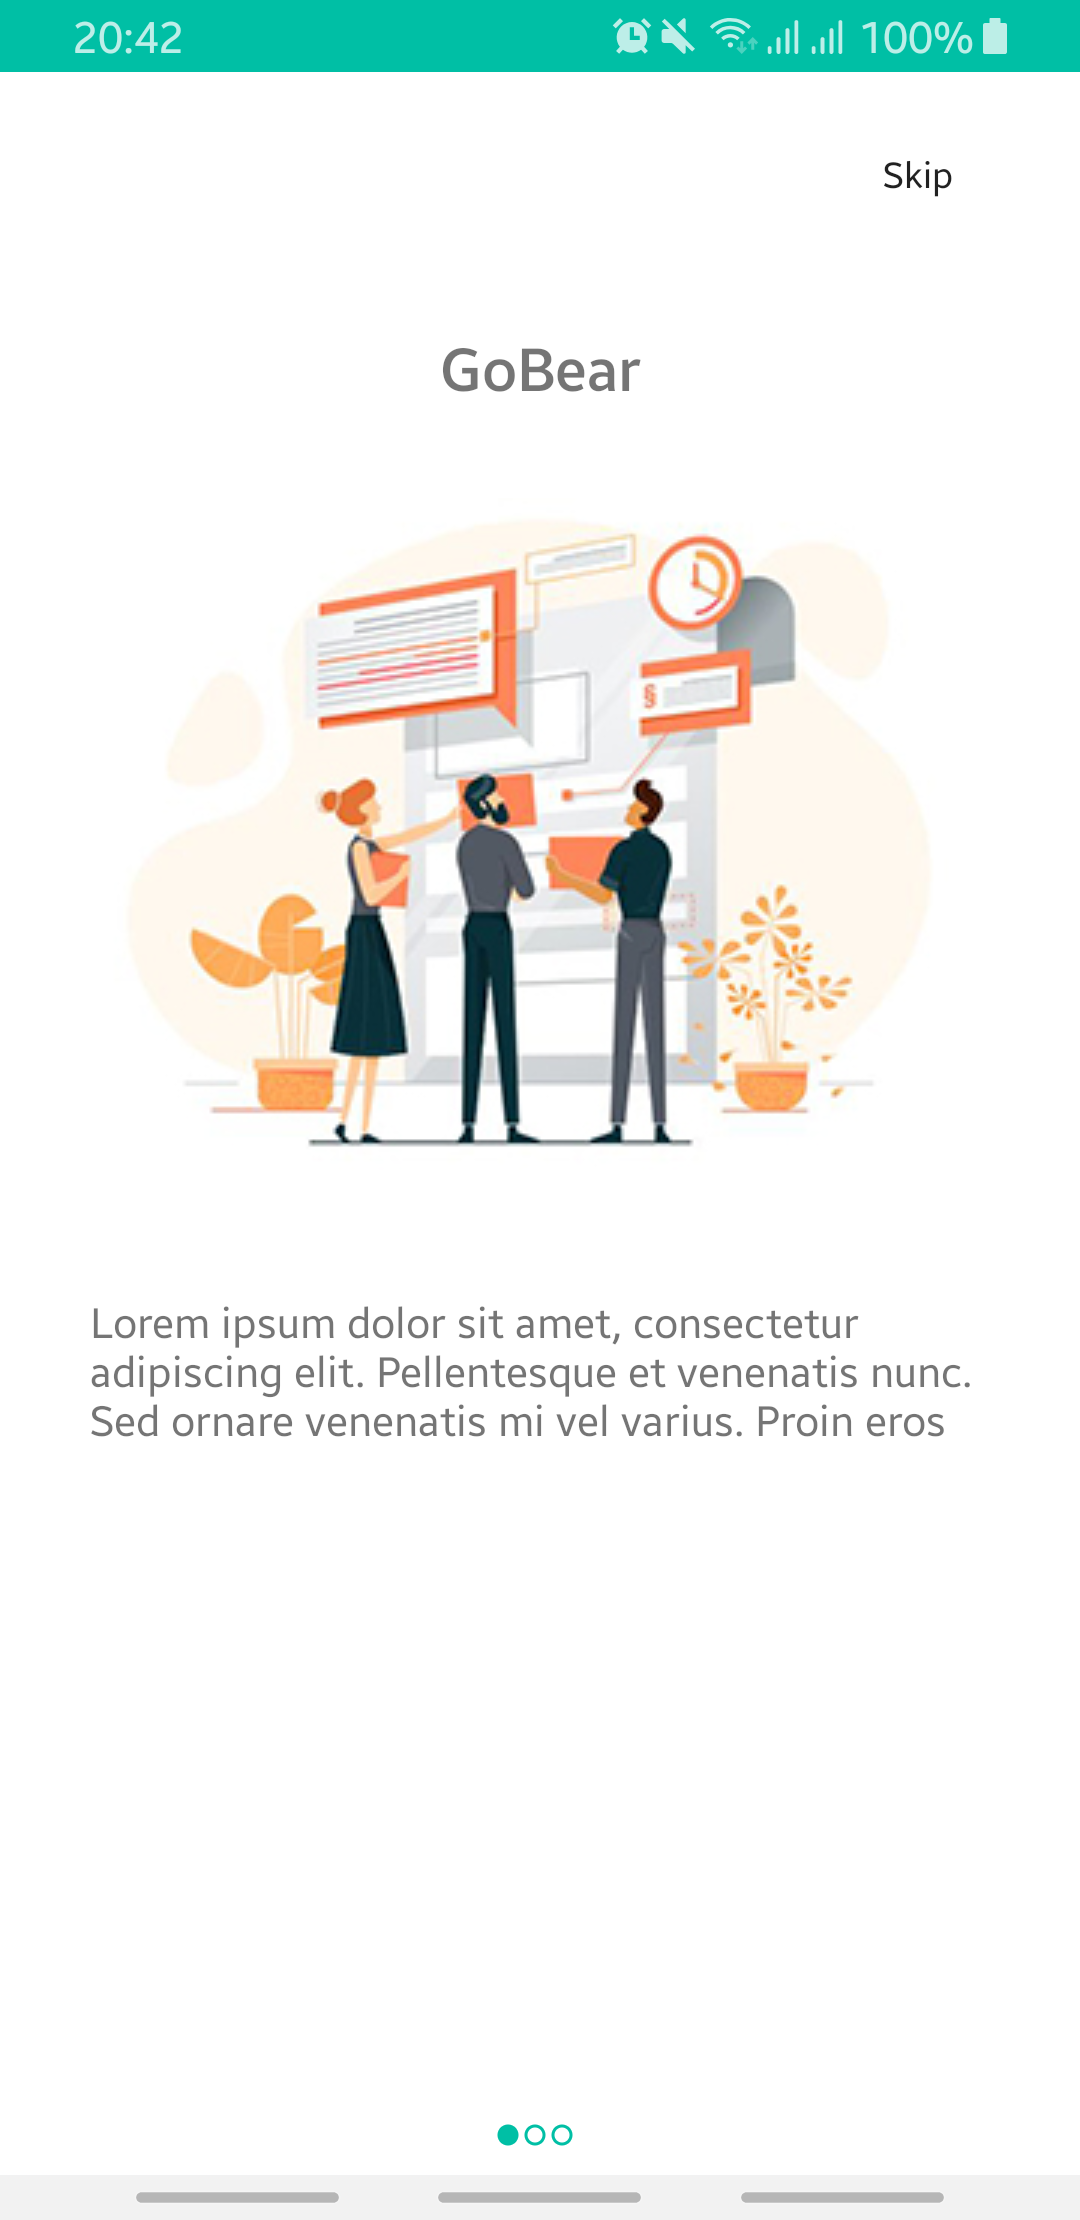 20:42
100%
Skip
GoBear
§
Lorem ipsum dolor sit amet, consectetur
adipiscing elit. Pellentesque et venenatis nunc.
Sed ornare venenatis mi vel varius. Proin eros